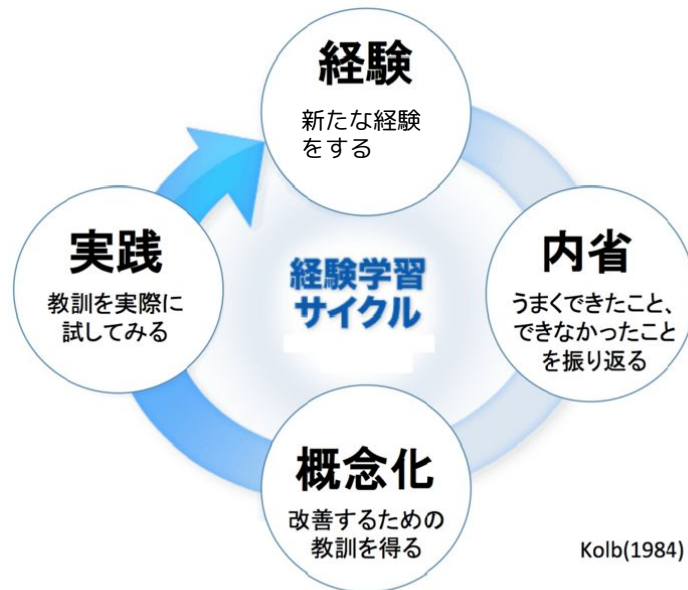 経験
新たな経験
をする
内省
うまくできたこと、
できなかったこと
を振り返る
概念化
改善するための
教訓を得る
実践
教訓を実際に
試してみる
経験学習
サイクル
Kolb(1984)